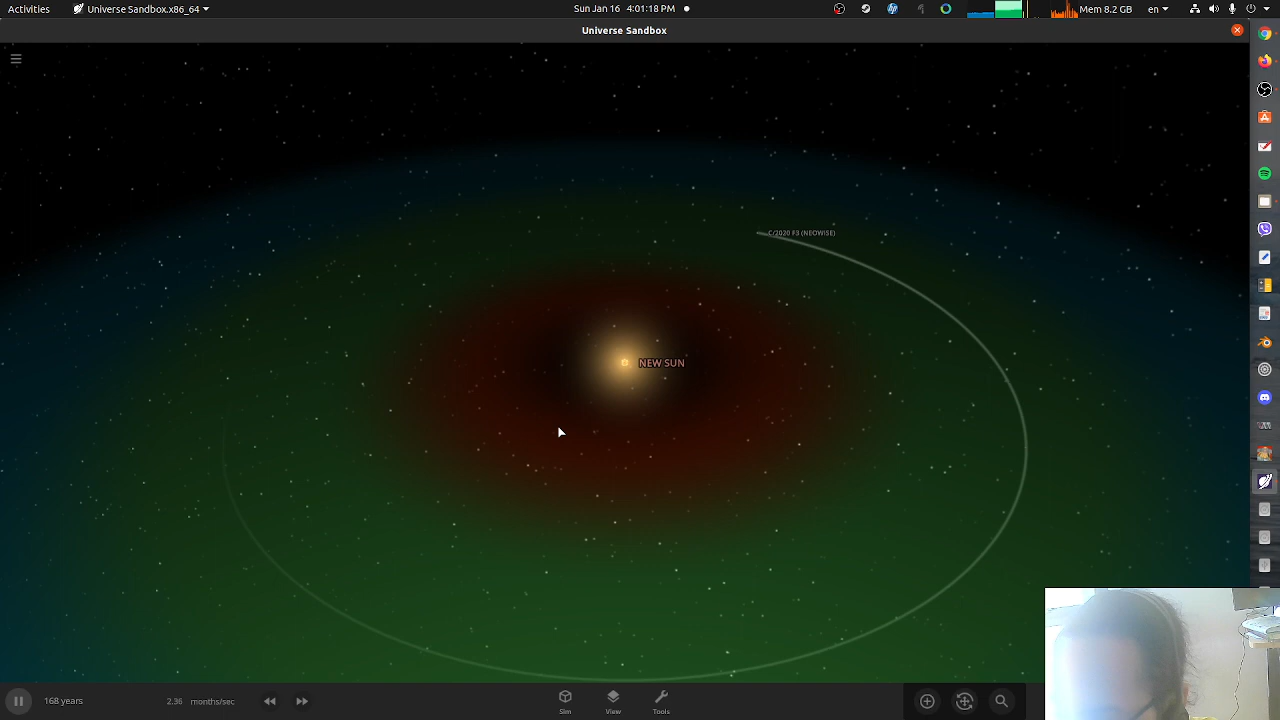 Activities
Universe Sandbox.x86_64
Sun Jan 16 4:01:18 PM
Mem 8.2 GB
en
Universe Sandbox
C/2020 F3 (NEOWISE)
NEW SUN
168 years
2.36 months/sec
Sim
View
Tools